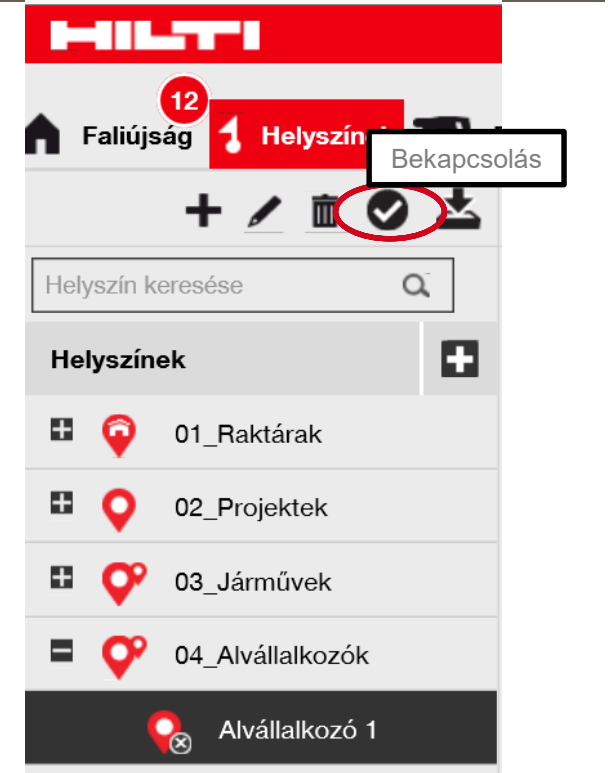 HILTI
12
Faliújság
Bekapcsolás
Helyszín keresése
Helyszínek
01_Raktárak
02_Projektek
03_Járművek
04_Alvállalkozók
Alvállalkozó 1